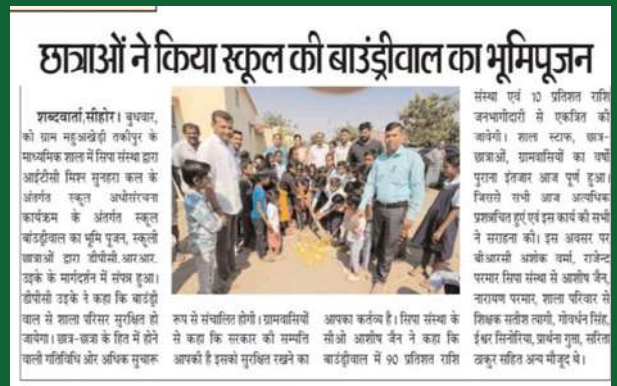 छात्राओं ने किया स्कूल की बाउंड्रीवाल का भूमिपूजन
शब्दवार्ता,सीहोर। बुधवार,
को ग्राम महुआखेड़ी तकीपुर के
माध्यमिक शाला में सिपा संस्था द्वारा
आईटीसी मिश्न सुनहरा कल के
अंतर्गत स्कूल अधोसंरचना
कार्यक्रम के अंतर्गत स्कूल
बांउडीवाल का भूमि पूजन, स्कूली
छात्राओं द्वारा डीपीसी.आर.आर.
उइके के मार्गदर्शन में संपन्न हुआ।
डीपीसी उइके ने कहा कि बाउंड्री
वाल से शाला परिसर सुरक्षित हो
जायेगा। छात्र-छात्रा के हित में होने
वाली गतिविधि ओर अधिक सुचारू
रूप से संचालित होगी। ग्रामवासियों
से कहा कि सरकार की सम्पत्ति
आपकी है इसको सुरक्षित रखने का
आपका कर्तव्य है। सिपा संस्था के
सीओ आशीष जैन ने कहा कि
बाउंड्रीवाल में 90 प्रतिशत राशि
संस्था एवं 10 प्रतिशत राशि
जनभागीदारी से एकत्रित की
जावेगी। शाला स्टाफ, छात्र-
छात्राओं, ग्रामवासियों का वर्षो
पुराना इंतजार आज पूर्ण हुआ।
जिससे सभी आज अत्यधिक
प्रशन्नचित हुएं एवं इस कार्य की सभी
ने सराहना की। इस अवसर पर
बीआरसी अशोक वर्मा, राजेन्द
परमार सिपा संस्था से आशीष जैन,
नारायण परमार, शाला परिवार से
शिक्षक सतीश त्यागी, गोवर्धन सिंह,
ईश्वर सिनोरिया, प्रार्थना गुप्ता, सरिता
ठाकुर सहित अन्य मौजूद थे।